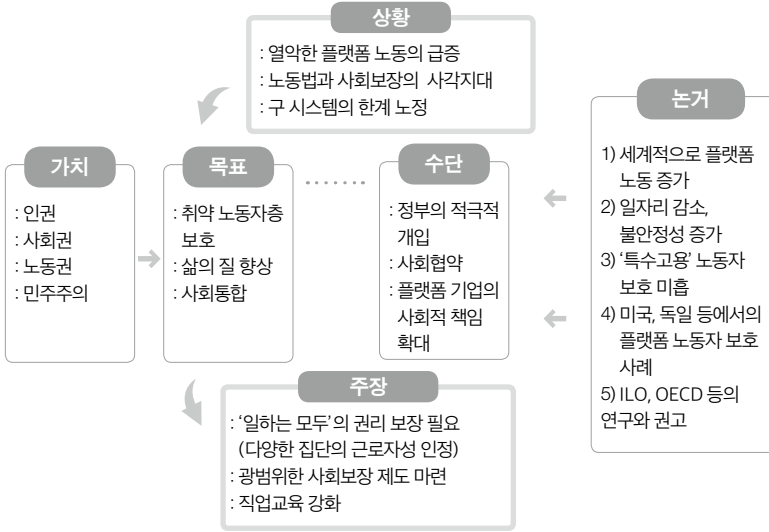 상황
: 열악한 플랫폼 노동의 급증
: 노동법과 사회보장의 사각지대
: 구 시스템의 한계 노정
가치
: 인권
: 사회권
: 노동권
: 민주주의
목표
: 취약 노동자층
보호
: 삶의 질 향상
: 사회통합
수단
: 정부의 적극적
개입
: 사회협약
: 플랫폼 기업의
사회적 책임
확대
논거
1) 세계적으로 플랫폼
노동 증가
2) 일자리 감소,
불안정성 증가
3) ‘특수고용’ 노동자
보호 미흡
4) 미국, 독일 등에서의
플랫폼 노동자 보호
사례
5) ILO, OECD 등의
연구와 권고
주장
: ‘일하는 모두’의 권리 보장 필요
(다양한 집단의 근로자성 인정)
: 광범위한 사회보장 제도 마련
: 직업교육 강화